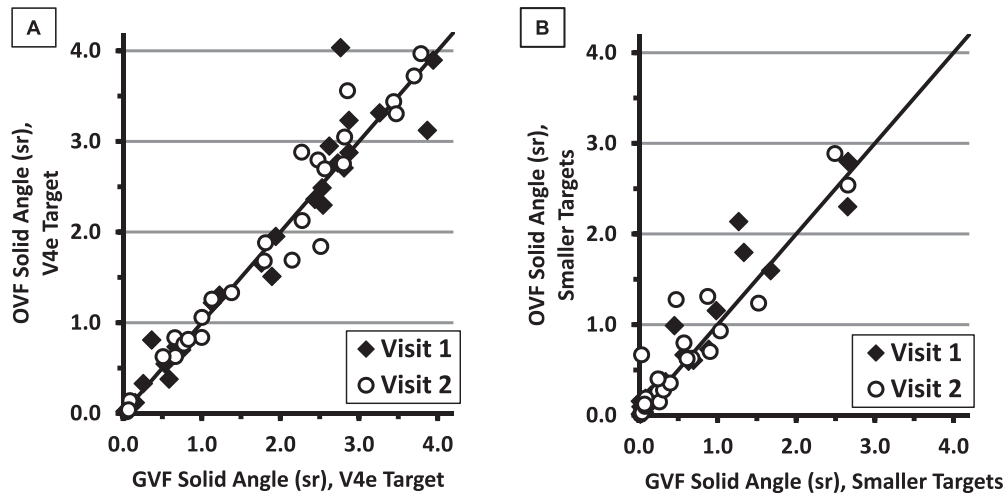 A
OVF Solid Angle (sr),
V4e Target
4.0
3.0
2.0
1.0
0.0
0.0 1.0 2.0 3.0 4.0
GVF Solid Angle (sr), V4e Target
Visit 1
Visit 2
B
OVF Solid Angle (sr),
Smaller Targets
4.0
3.0
2.0
1.0
0.0
0.0 1.0 2.0 3.0 4.0
GVF Solid Angle (sr), Smaller Targets
Visit 1
Visit 2